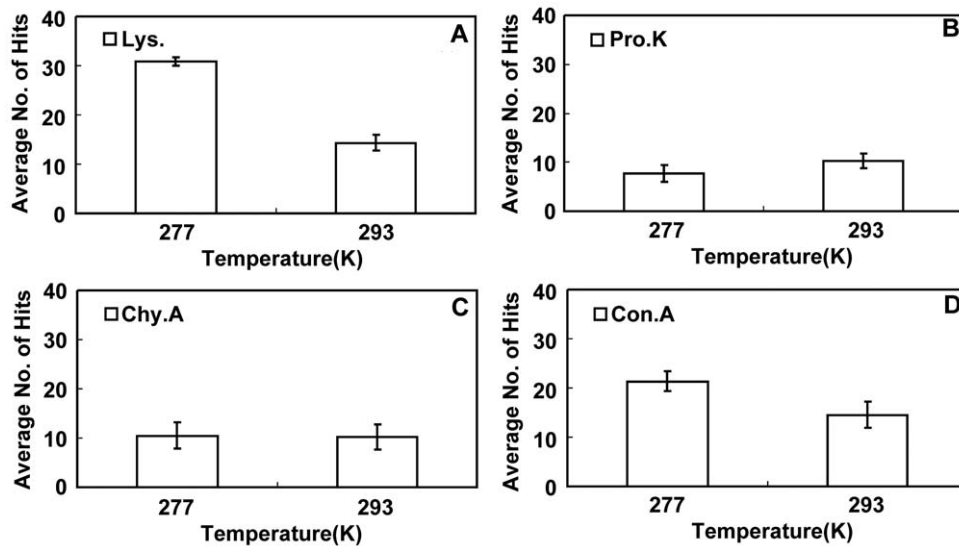 A
Lys.
Average No. of Hits
40
30
20
10
0
277
293
Temperature(K)
B
Pro.K
Average No. of Hits
40
30
20
10
0
277
293
Temperature(K)
C
Chy.A
Average No. of Hits
40
30
20
10
0
277
293
Temperature(K)
D
Con.A
Average No. of Hits
40
30
20
10
0
277
293
Temperature(K)